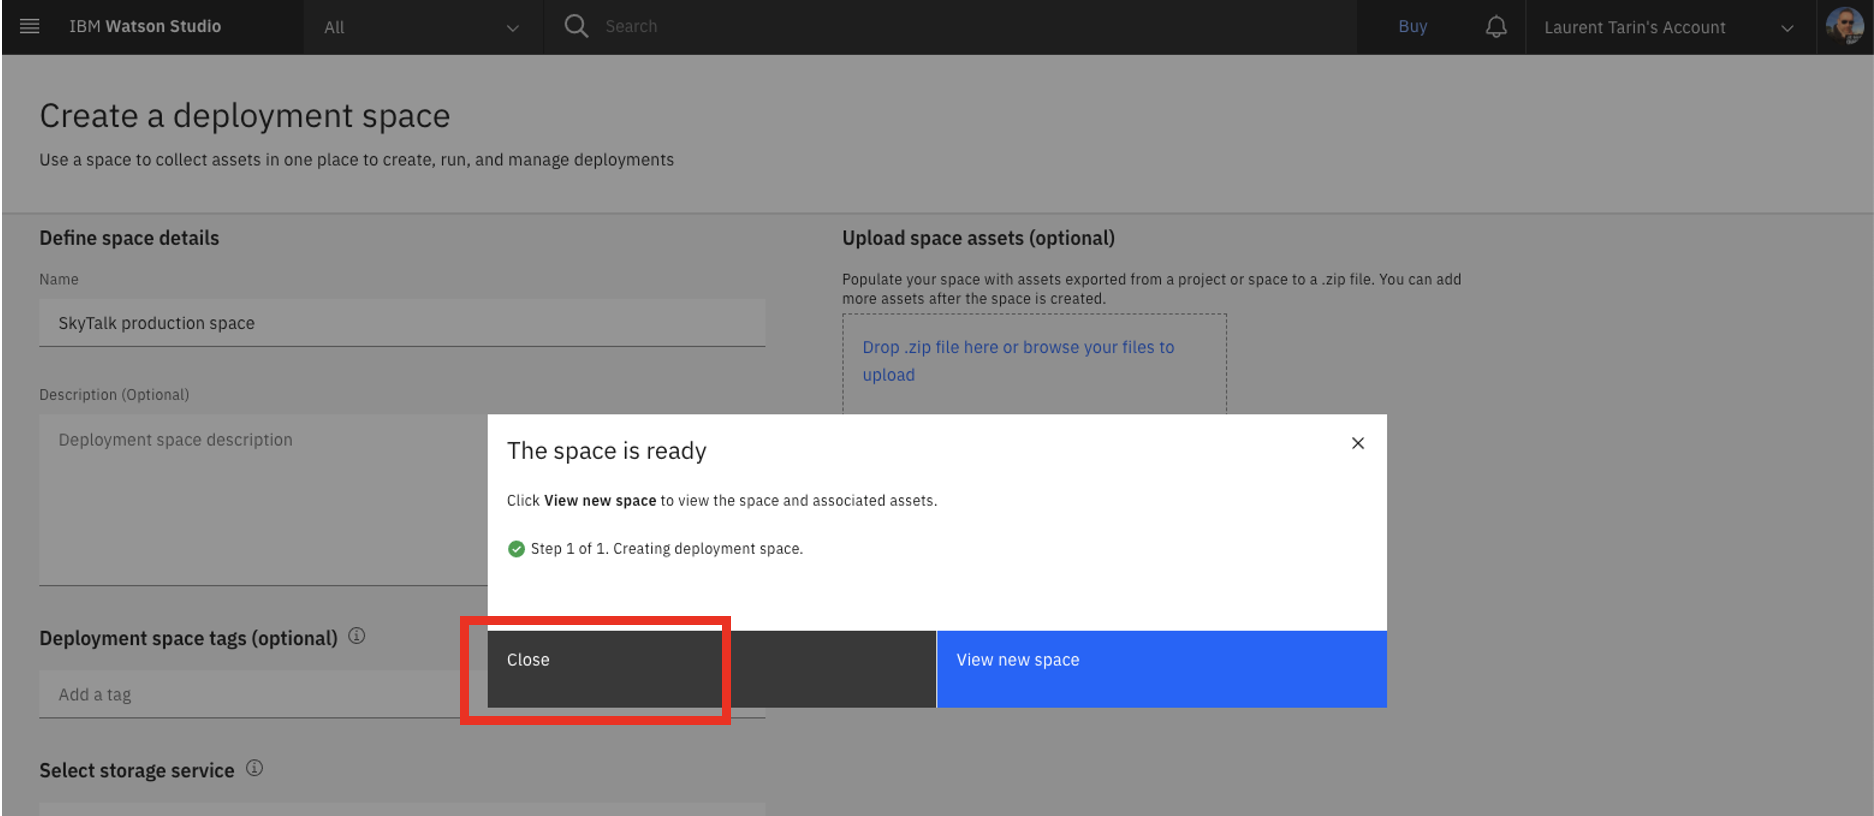 IBM Watson Studio
All
Search
Buy
Laurent Tarin's Account
Create a deployment space
Use a space to collect assets in one place to create, run, and manage deployments
Define space details
Name
SkyTalk production space
Description (Optional)
Deployment space description
Deployment space tags (optional)
Add a tag
Select storage service
Upload space assets (optional)
Populate your space with assets exported from a project or space to a .zip file. You can add
more assets after the space is created.
Drop .zip file here or browse your files to
upload
The space is ready
Click View new space to view the space and associated assets.
Step 1 of 1. Creating deployment space.
Close
View new space